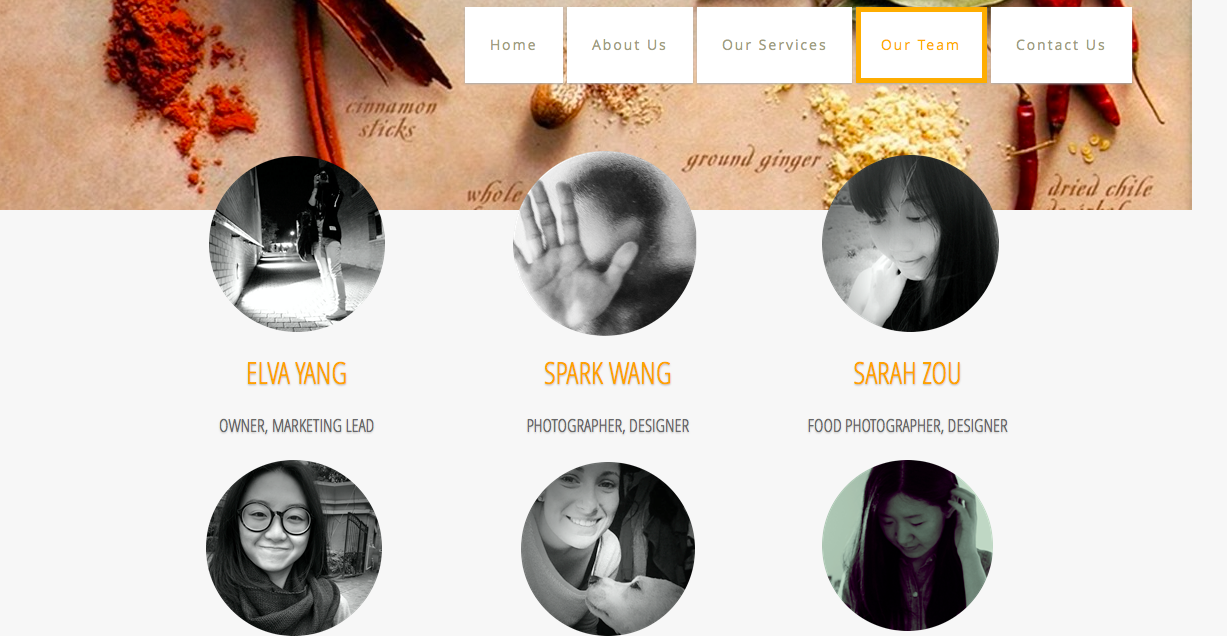 Home
About Us
Our Services
Our Team
Contact Us
cinnamon
sticks
ground ginger
whole
dried chile
ELVA YANG
SPARK WANG
SARAH ZOU
OWNER, MARKETING LEAD
PHOTOGRAPHER, DESIGNER
FOOD PHOTOGRAPHER, DESIGNER